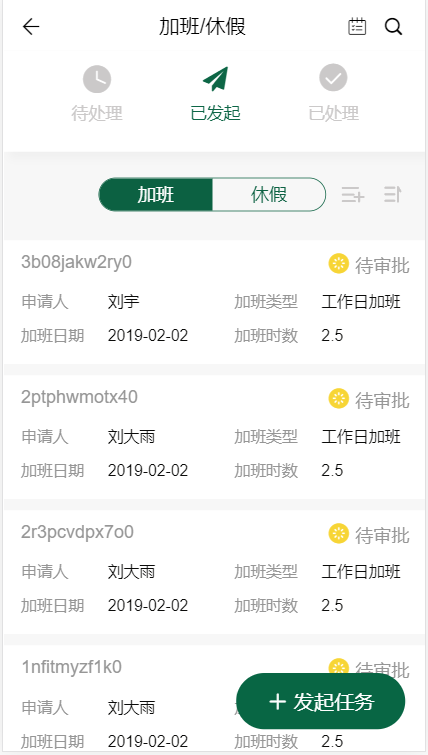 加班/休假
待处理 已发起 已处理
加班 休假
3b08jakw2ry0 待审批
申请人 刘宇 加班类型 工作日加班
加班日期 2019-02-02 加班时数 2.5
2ptphwmotx40 待审批
申请人 刘大雨 加班类型 工作日加班
加班日期 2019-02-02 加班时数 2.5
2r3pcvdpx7o0 待审批
申请人 刘大雨 加班类型 工作日加班
加班日期 2019-02-02 加班时数 2.5
1nfitmyzf1k0 待审批
申请人 刘大雨
加班日期 2019-02-02 加班时数 2.5
+ 发起任务